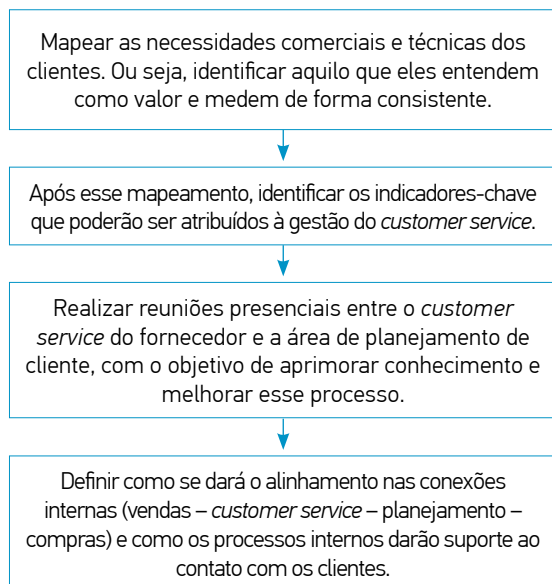 Mapear as necessidades comerciais e técnicas dos
clientes. Ou seja, identificar aquilo que eles entendem
como valor e medem de forma consistente.
Após esse mapeamento, identificar os indicadores-chave
que poderão ser atribuídos à gestão do customer service.
Realizar reuniões presenciais entre o customer
service do fornecedor e a área de planejamento de
cliente, com o objetivo de aprimorar conhecimento e
melhorar esse processo.
Definir como se dará o alinhamento nas conexões
internas (vendas – customer service – planejamento –
compras) e como os processos internos darão suporte ao
contato com os clientes.